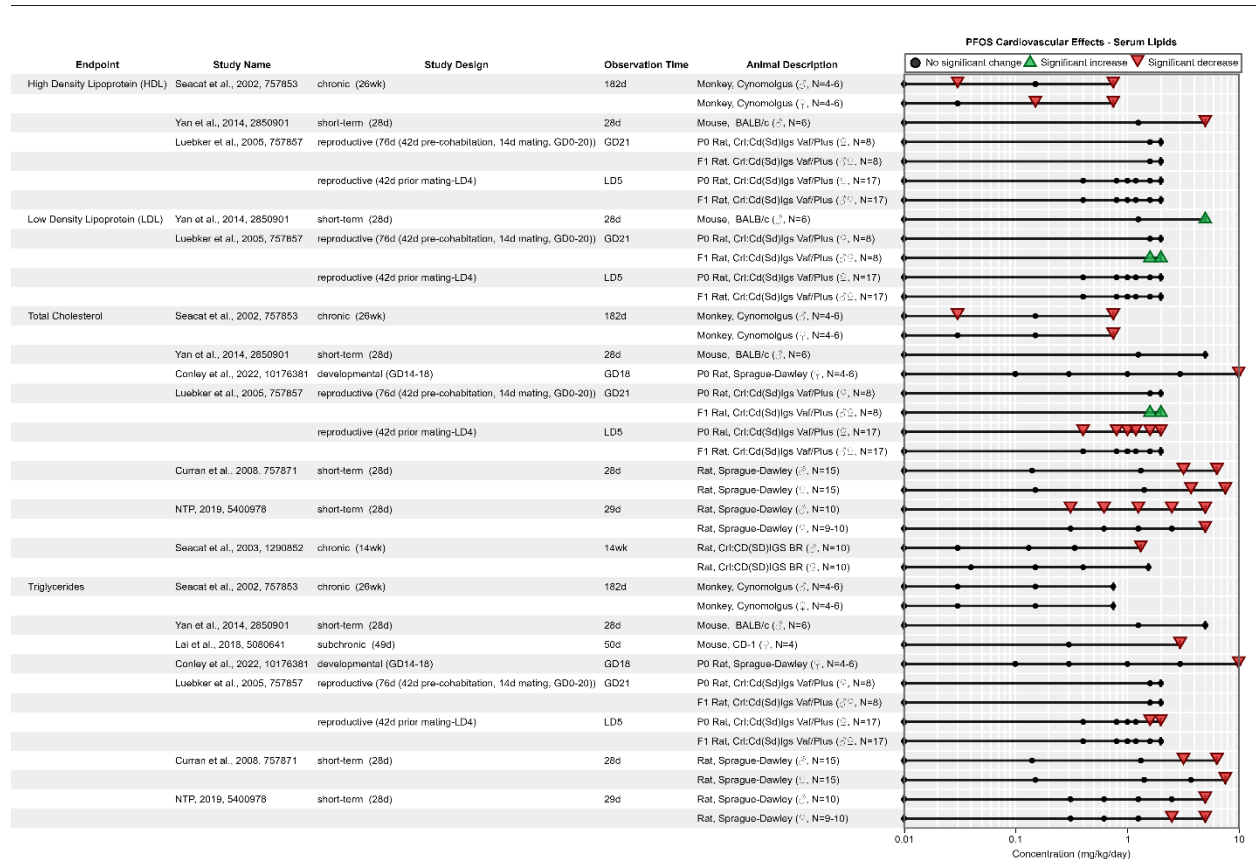 PFOS Cardiovascular Effects - Serum Lipids
Endpoint Study Name Study Design Observation Time Animal Description
No significant change Significant increase Significant decrease
High Density Lipoprotein (HDL) Seacat et al., 2002, 757853 chronic (26wk) 182d Monkey, Cynomolgus (♂, N=4-6)
Monkey, Cynomolgus (♀, N=4-6)
Yan et al., 2014, 2850901 short-term (28d) 28d Mouse, BALB/c (♂, N=6)
Luebker et al., 2005, 757857 reproductive (76d (42d pre-cohabitation, 14d mating, GD0-20)) GD21 P0 Rat, Crl:Cd(Sd)Igs Vaf/Plus (♀, N=8)
F1 Rat, Crl:Cd(Sd)Igs Vaf/Plus (♂♀, N=8)
reproductive (42d prior mating-LD4) LD5 P0 Rat, Crl:Cd(Sd)Igs Vaf/Plus (♀, N=17)
F1 Rat, Crl:Cd(Sd)Igs Vaf/Plus (♂♀, N=17)
Low Density Lipoprotein (LDL) Yan et al., 2014, 2850901 short-term (28d) 28d Mouse, BALB/c (♂, N=6)
Luebker et al., 2005, 757857 reproductive (76d (42d pre-cohabitation, 14d mating, GD0-20)) GD21 P0 Rat, Crl:Cd(Sd)Igs Vaf/Plus (♀, N=8)
F1 Rat, Crl:Cd(Sd)Igs Vaf/Plus (♂♀, N=8)
reproductive (42d prior mating-LD4) LD5 P0 Rat, Crl:Cd(Sd)Igs Vaf/Plus (♀, N=17)
F1 Rat, Crl:Cd(Sd)Igs Vaf/Plus (♂♀, N=17)
Total Cholesterol Seacat et al., 2002, 757853 chronic (26wk) 182d Monkey, Cynomolgus (♂, N=4-6)
Monkey, Cynomolgus (♀, N=4-6)
Yan et al., 2014, 2850901 short-term (28d) 28d Mouse, BALB/c (♂, N=6)
Conley et al., 2022, 10176381 developmental (GD14-18) GD18 P0 Rat, Sprague-Dawley (♀, N=4-6)
Luebker et al., 2005, 757857 reproductive (76d (42d pre-cohabitation, 14d mating, GD0-20)) GD21 P0 Rat, Crl:Cd(Sd)Igs Vaf/Plus (♀, N=8)
F1 Rat, Crl:Cd(Sd)Igs Vaf/Plus (♂♀, N=8)
reproductive (42d prior mating-LD4) LD5 P0 Rat, Crl:Cd(Sd)Igs Vaf/Plus (♀, N=17)
F1 Rat, Crl:Cd(Sd)Igs Vaf/Plus (♂♀, N=17)
Curran et al., 2008, 757871 short-term (28d) 28d Rat, Sprague-Dawley (♂, N=15)
Rat, Sprague-Dawley (♀, N=15)
NTP, 2019, 5400978 short-term (28d) 29d Rat, Sprague-Dawley (♂, N=10)
Rat, Sprague-Dawley (♀, N=9-10)
Seacat et al., 2003, 1290852 chronic (14wk) 14wk Rat, Crl:CD(SD)IGS BR (♂, N=10)
Rat, Crl:CD(SD)IGS BR (♀, N=10)
Triglycerides Seacat et al., 2002, 757853 chronic (26wk) 182d Monkey, Cynomolgus (♂, N=4-6)
Monkey, Cynomolgus (♀, N=4-6)
Yan et al., 2014, 2850901 short-term (28d) 28d Mouse, BALB/c (♂, N=6)
Lai et al., 2018, 5080641 subchronic (49d) 50d Mouse, CD-1 (♀, N=4)
Conley et al., 2022, 10176381 developmental (GD14-18) GD18 P0 Rat, Sprague-Dawley (♀, N=4-6)
Luebker et al., 2005, 757857 reproductive (76d (42d pre-cohabitation, 14d mating, GD0-20)) GD21 P0 Rat, Crl:Cd(Sd)Igs Vaf/Plus (♀, N=8)
F1 Rat, Crl:Cd(Sd)Igs Vaf/Plus (♂♀, N=8)
reproductive (42d prior mating-LD4) LD5 P0 Rat, Crl:Cd(Sd)Igs Vaf/Plus (♀, N=17)
F1 Rat, Crl:Cd(Sd)Igs Vaf/Plus (♂♀, N=17)
Curran et al., 2008, 757871 short-term (28d) 28d Rat, Sprague-Dawley (♂, N=15)
Rat, Sprague-Dawley (♀, N=15)
NTP, 2019, 5400978 short-term (28d) 29d Rat, Sprague-Dawley (♂, N=10)
Rat, Sprague-Dawley (♀, N=9-10)
0.01 0.1 1 10
Concentration (mg/kg/day)